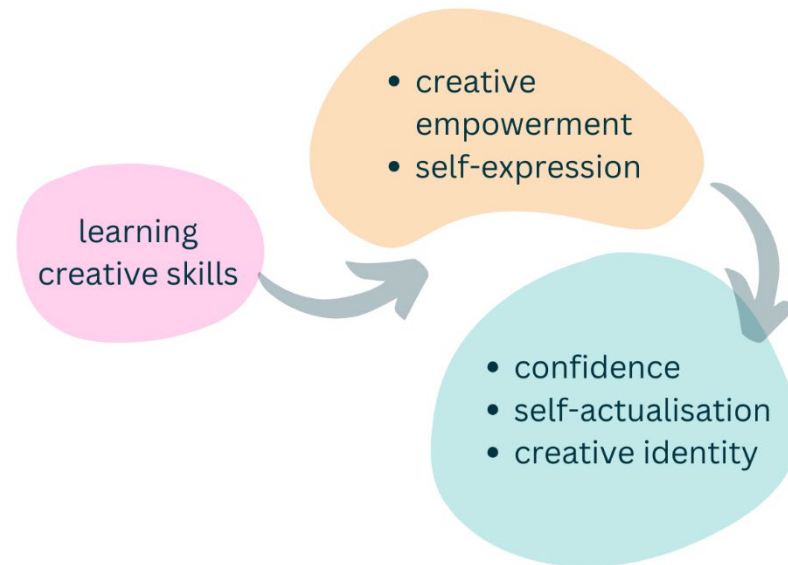 learning
creative skills
• creative
empowerment
• self-expression
• confidence
• self-actualisation
• creative identity